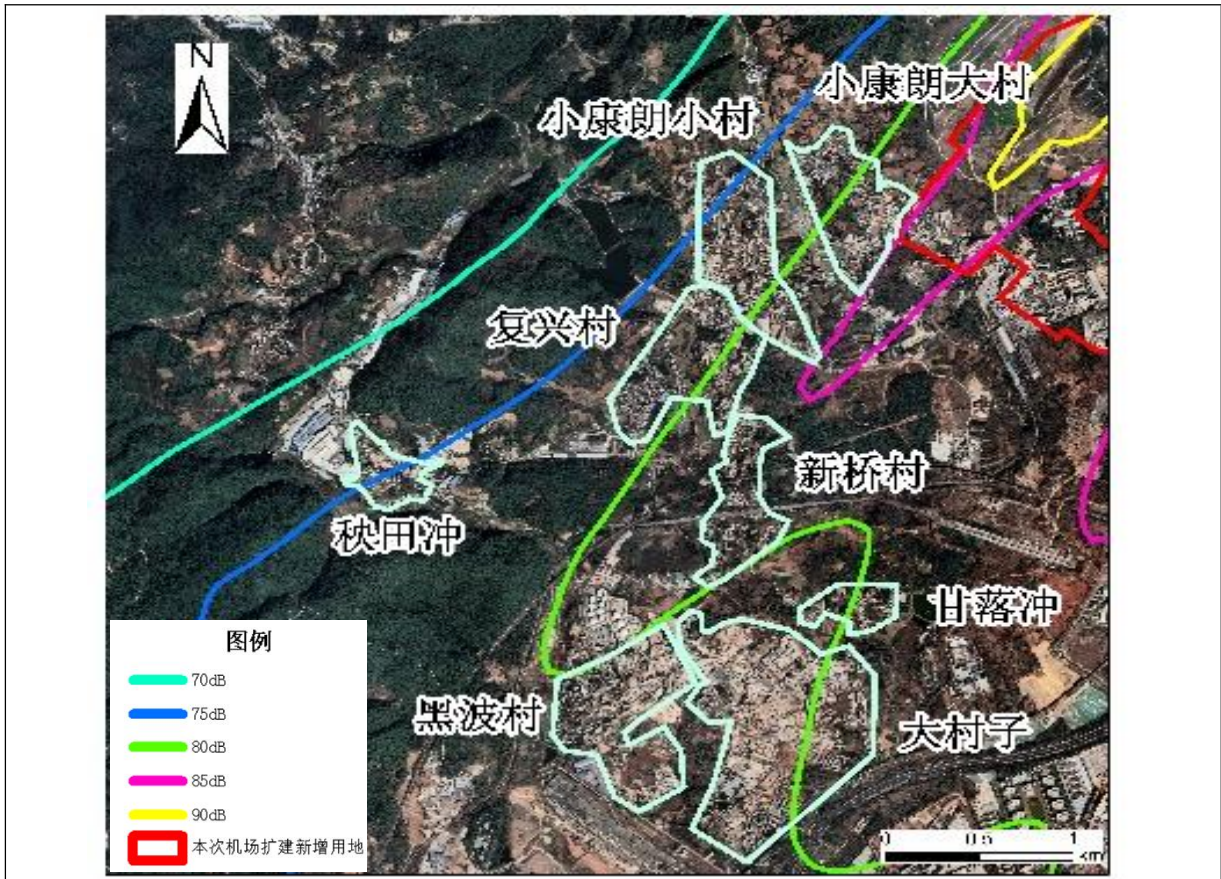 N
小康朗大村
小康朗小村
复兴村
新桥村
秧田冲
甘落冲
黑波村
大村子
图例
70dB
75dB
80dB
85dB
90dB
本次机场扩建新增用地
0 0.5 1
km